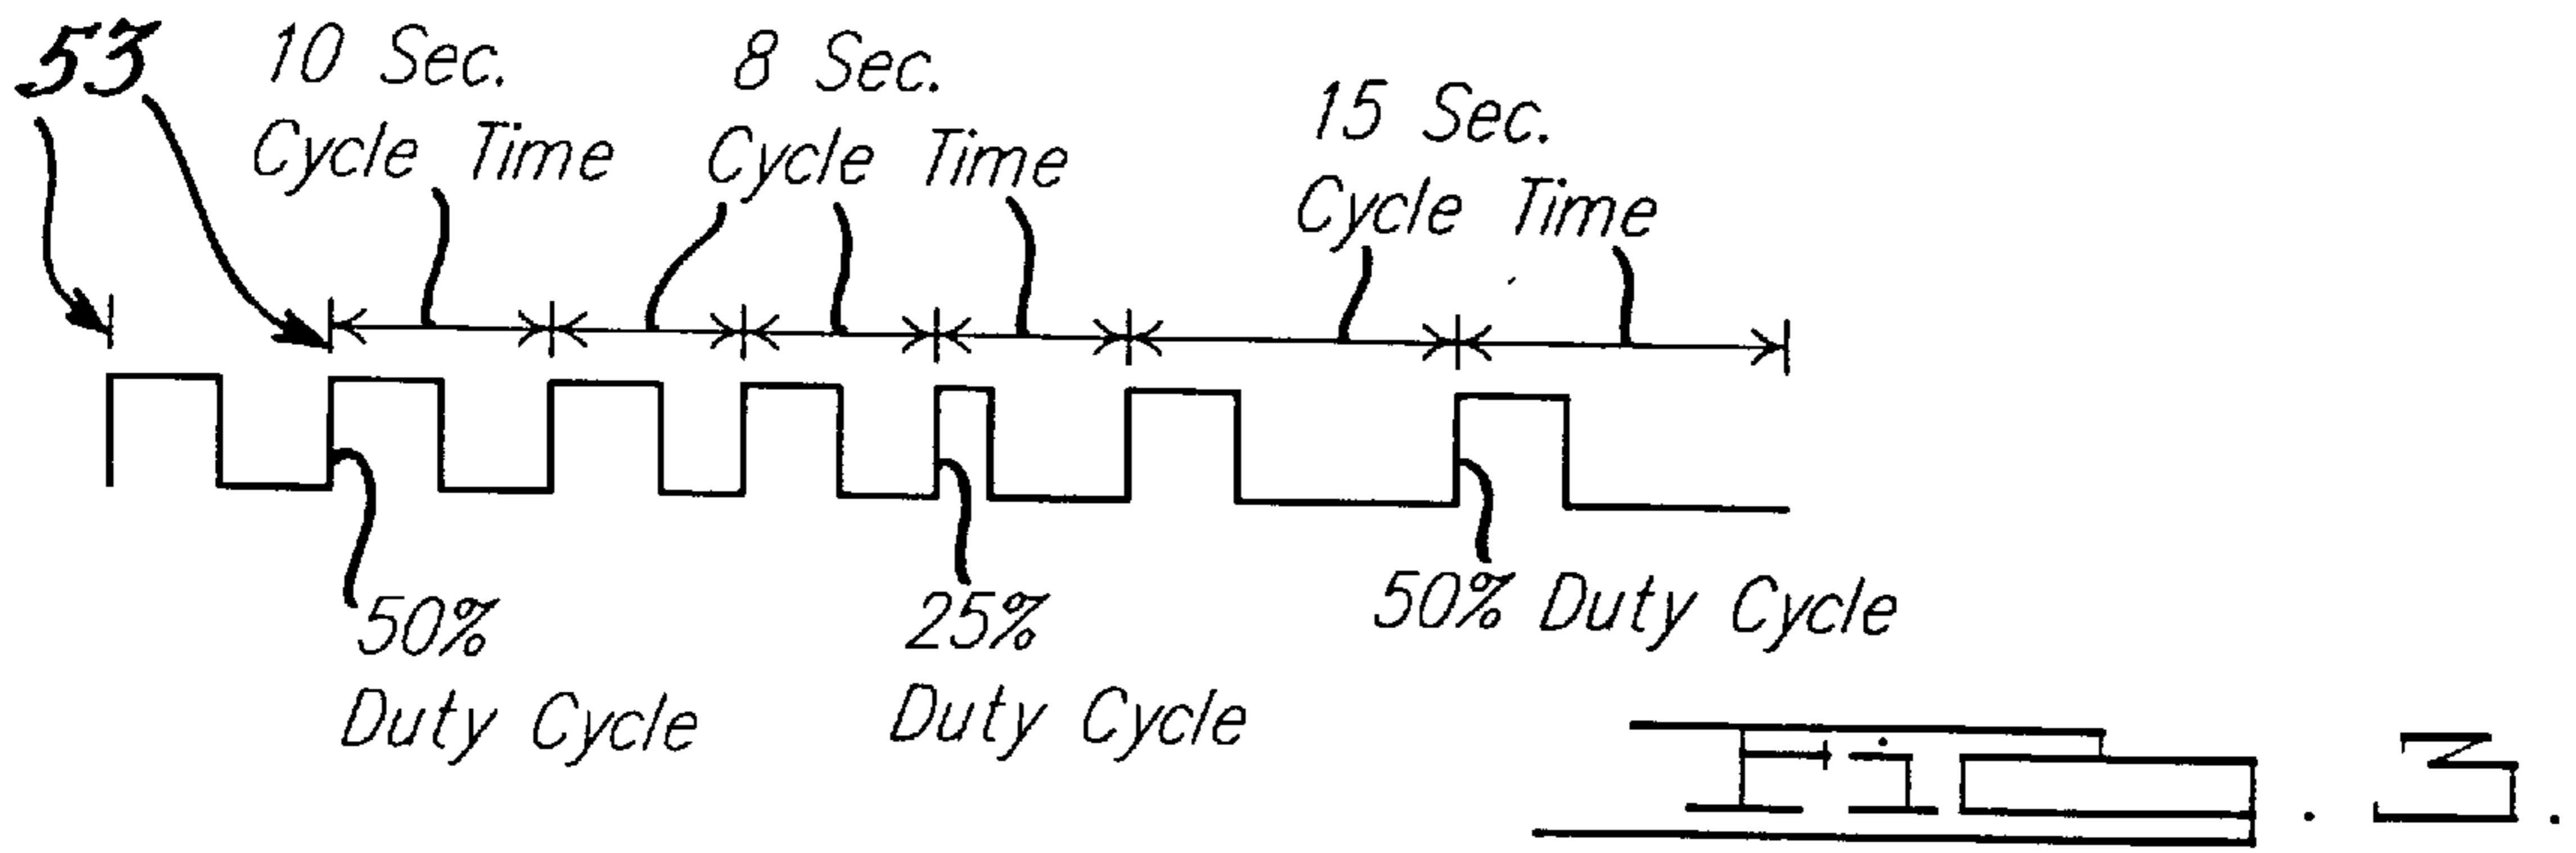 53
10 Sec.
Cycle Time
8 Sec.
Cycle Time
15 Sec.
Cycle Time
50%
Duty Cycle
25%
Duty Cycle
50% Duty Cycle
Fig. 3.